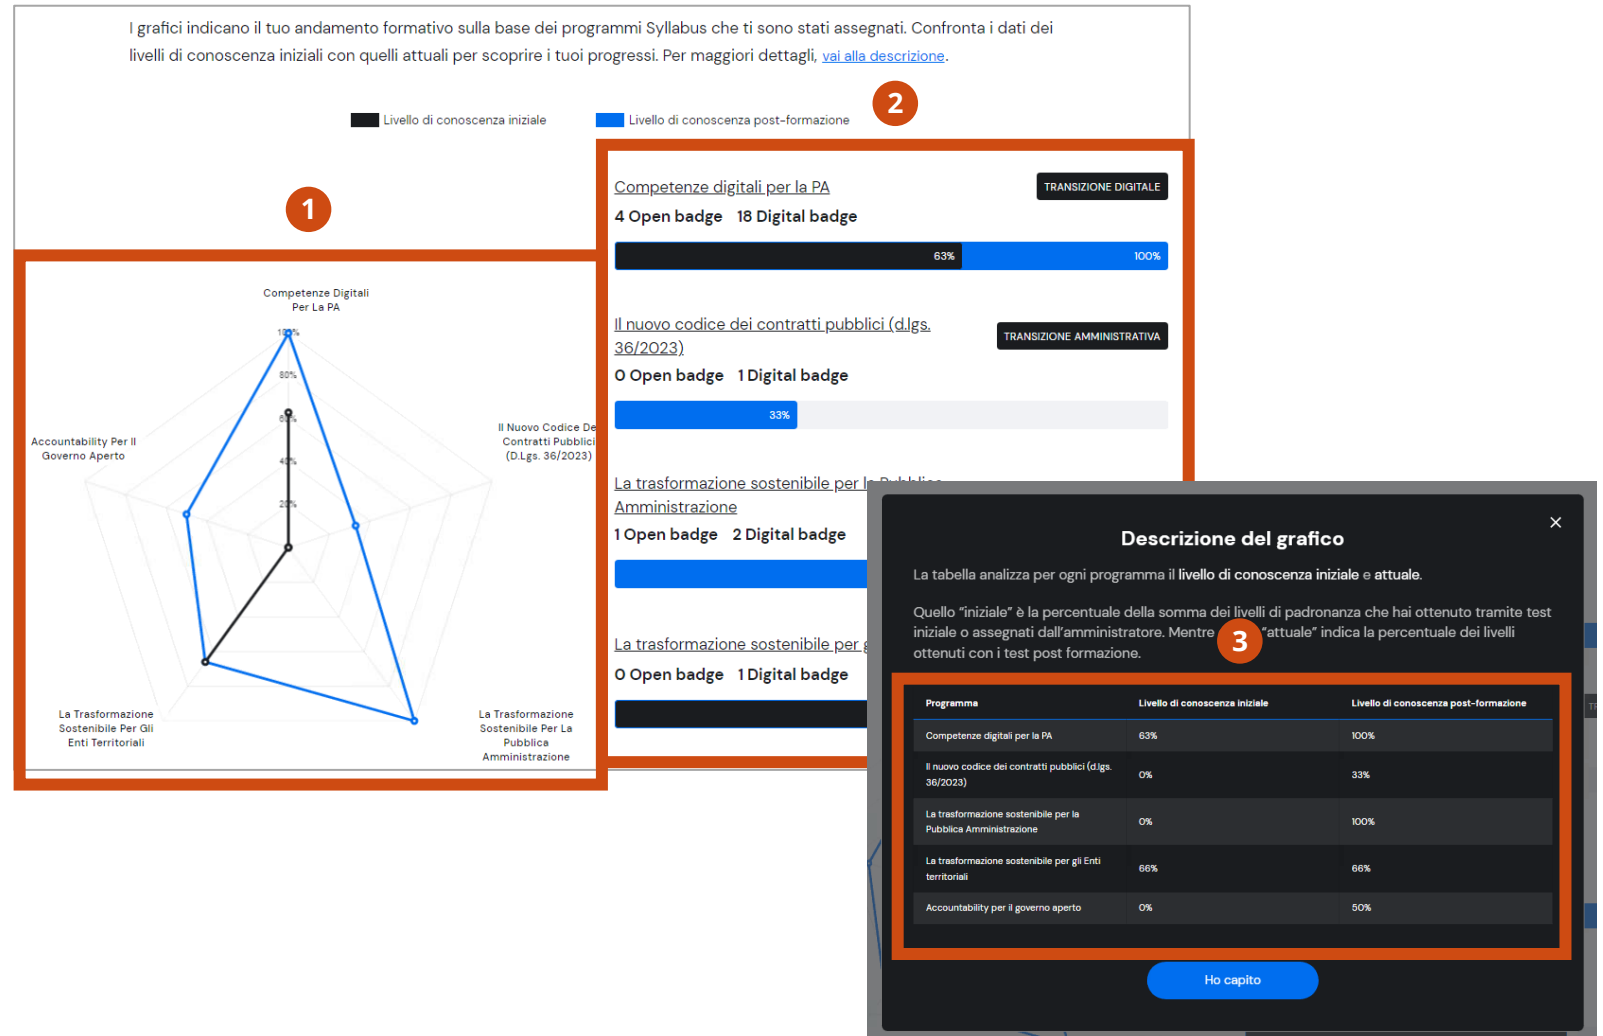 I grafici indicano il tuo andamento formativo sulla base dei programmi Syllabus che ti sono stati assegnati. Confronta i dati dei
livelli di conoscenza iniziali con quelli attuali per scoprire i tuoi progressi. Per maggiori dettagli, vai alla descrizione.
Livello di conoscenza iniziale
Livello di conoscenza post-formazione
2
1
Competenze Digitali
Per La PA
100%
80%
60%
40%
20%
Accountability Per Il
Governo Aperto
Il Nuovo Codice De
Contratti Pubblici
(D.Lgs. 36/2023)
La Trasformazione
Sostenibile Per Gli
Enti Territoriali
La Trasformazione
Sostenibile Per La
Pubblica
Amministrazione
Competenze digitali per la PA
TRANSIZIONE DIGITALE
4 Open badge 18 Digital badge
63%
100%
Il nuovo codice dei contratti pubblici (d.lgs.
36/2023)
TRANSIZIONE AMMINISTRATIVA
0 Open badge 1 Digital badge
33%
La trasformazione sostenibile per la Pubblica
Amministrazione
1 Open badge 2 Digital badge
La trasformazione sostenibile per g
0 Open badge 1 Digital badge
Descrizione del grafico
La tabella analizza per ogni programma il livello di conoscenza iniziale e attuale.
Quello "iniziale" è la percentuale della somma dei livelli di padronanza che hai ottenuto tramite test
iniziale o assegnati dall'amministratore. Mentre "attuale" indica la percentuale dei livelli
ottenuti con i test post formazione.
3
Programma Livello di conoscenza iniziale Livello di conoscenza post-formazione
Competenze digitali per la PA 63% 100%
Il nuovo codice dei contratti pubblici (d.lgs.
36/2023) 0% 33%
La trasformazione sostenibile per la
Pubblica Amministrazione 0% 100%
La trasformazione sostenibile per gli Enti
territoriali 66% 66%
Accountability per il governo aperto 0% 50%
Ho capito